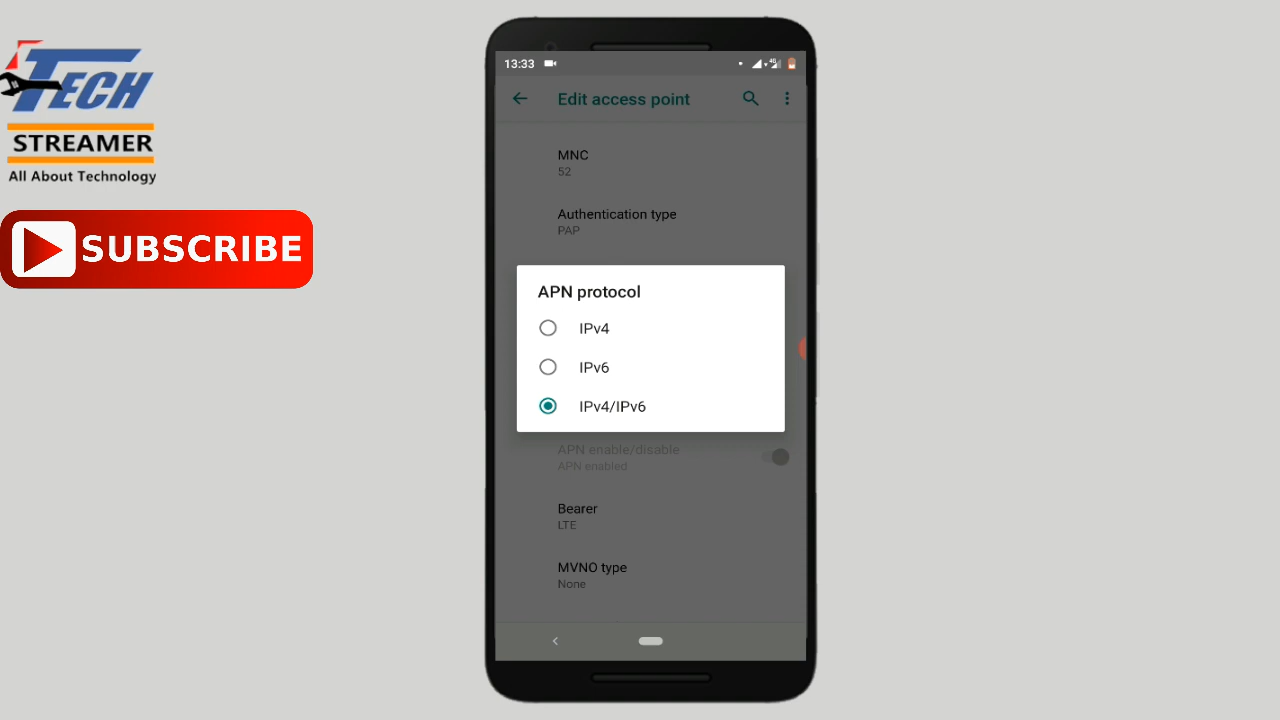 TECH
STREAMER
All About Technology
SUBSCRIBE
13:33
4G
Edit access point
MNC
52
Authentication type
PAP
APN protocol
IPv4
IPv6
IPv4/IPv6
APN enable/disable
APN enabled
Bearer
LTE
MVNO type
None